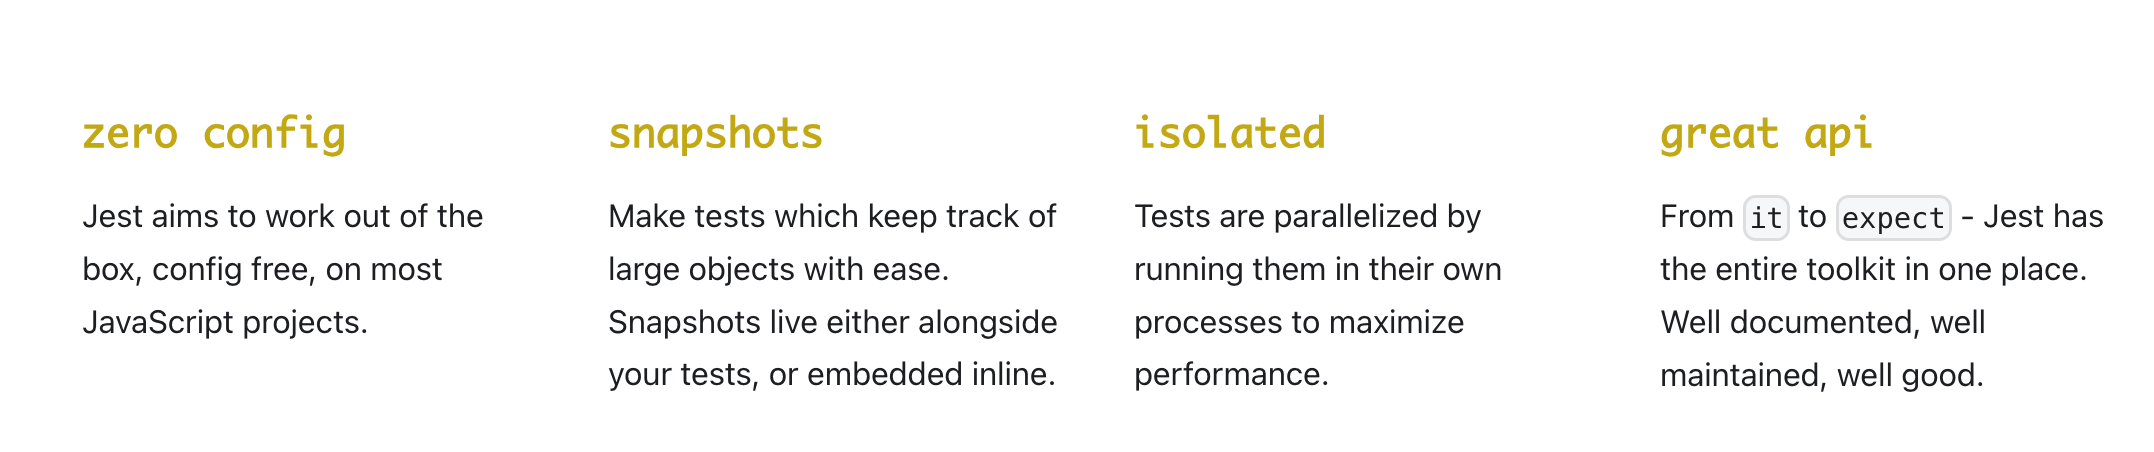 zero config
Jest aims to work out of the
box, config free, on most
JavaScript projects.
snapshots
Make tests which keep track of
large objects with ease.
Snapshots live either alongside
your tests, or embedded inline.
isolated
Tests are parallelized by
running them in their own
processes to maximize
performance.
great api
From it to expect - Jest has
the entire toolkit in one place.
Well documented, well
maintained, well good.